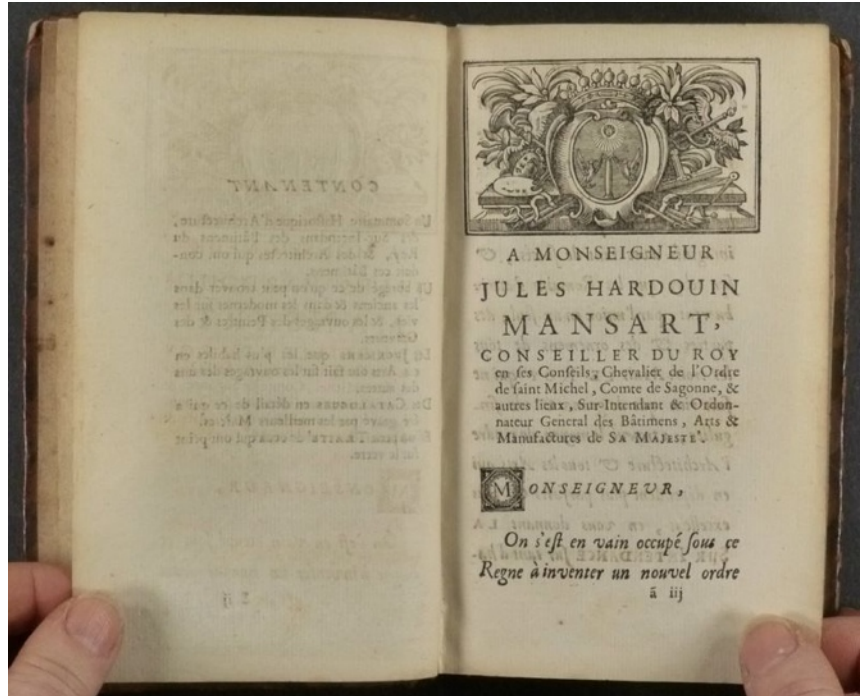 A MONSEIGNEUR
JULES HARDOUIN
MANSART,
CONSEILLER DU ROY
en ses Conseils, Chevalier de l'Ordre
de saint Michel, Comte de Sagonne, &
autres lieux, Sur-Intendant & Ordon-
nateur General des Bâtimens, Arts &
Manufactures de SA MAJESTE'.
MONSEIGNEVR,
On s'est en vain occupé sous ce
Regne à inventer un nouvel ordre
ã iij